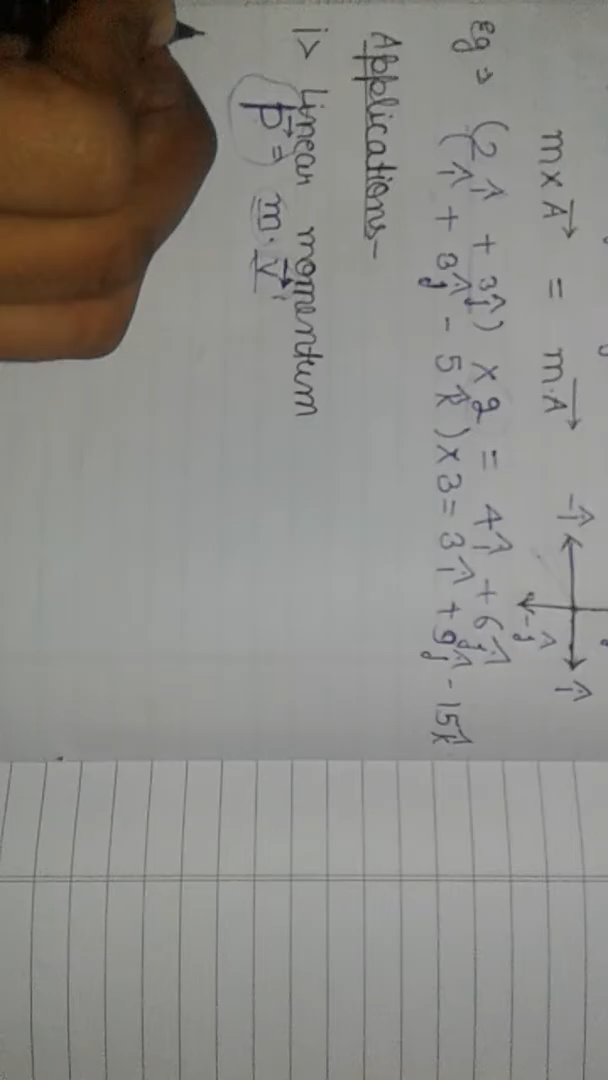 -î î
-ĵ
m × A⃗ = m.A⃗
eg → (2î + 3ĵ) × 2 = 4î + 6ĵ
(î + 3ĵ - 5k̂) × 3 = 3î + 9ĵ - 15k̂
Applications-
i> Linear momentum
p⃗ = m.v⃗